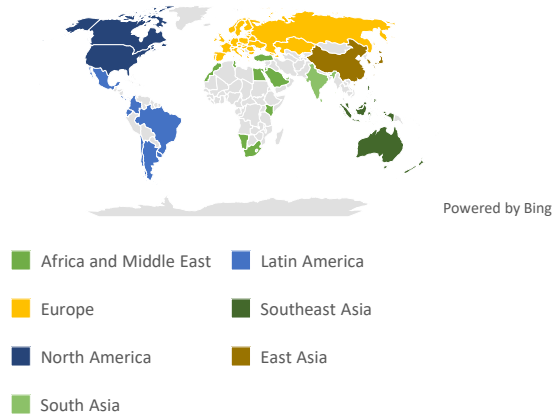 Powered by Bing
Africa and Middle East
Latin America
Europe
Southeast Asia
North America
East Asia
South Asia